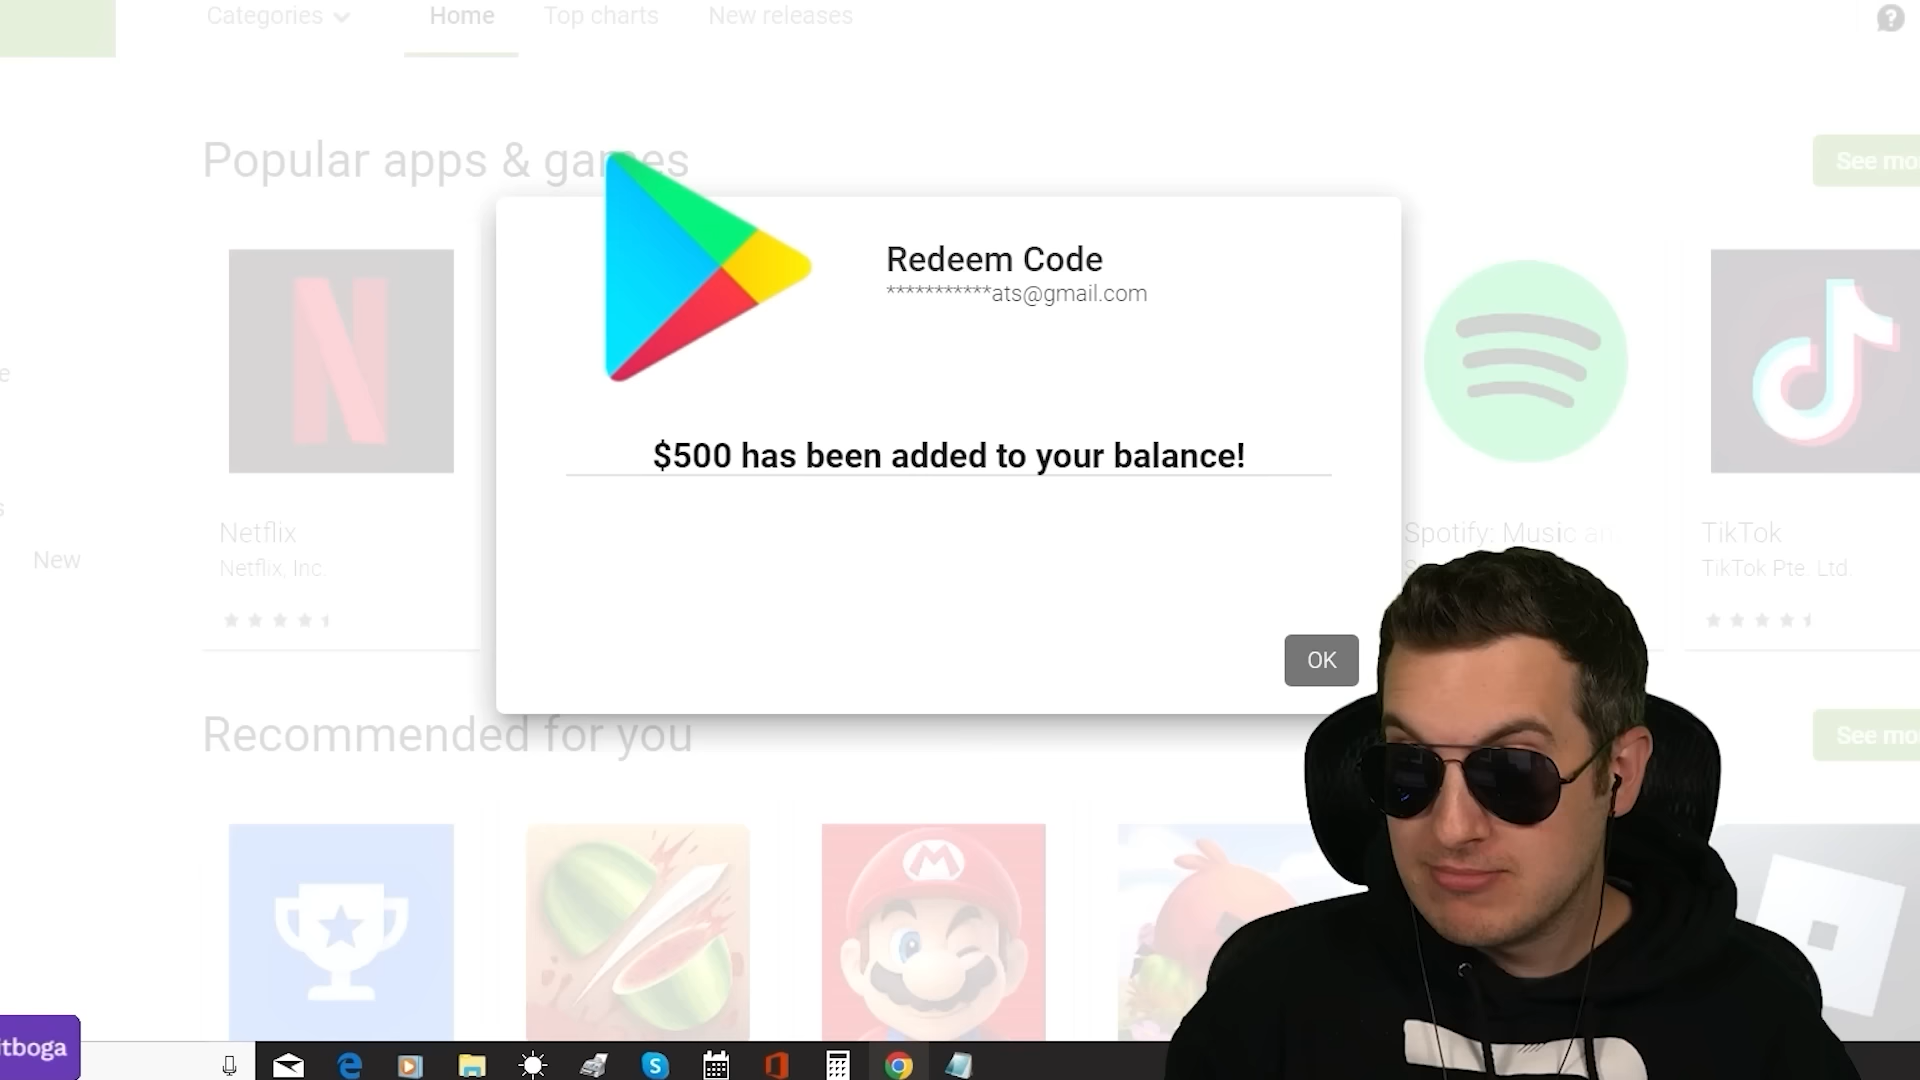 Categories
Home
Top charts
New releases
?
Popular apps & games
See mo
Redeem Code
***********ats@gmail.com
$500 has been added to your balance!
OK
e
s
New
Netflix
Netflix, Inc.
Spotify: Music an
TikTok
TikTok Pte. Ltd.
Recommended for you
See mo
M
itboga